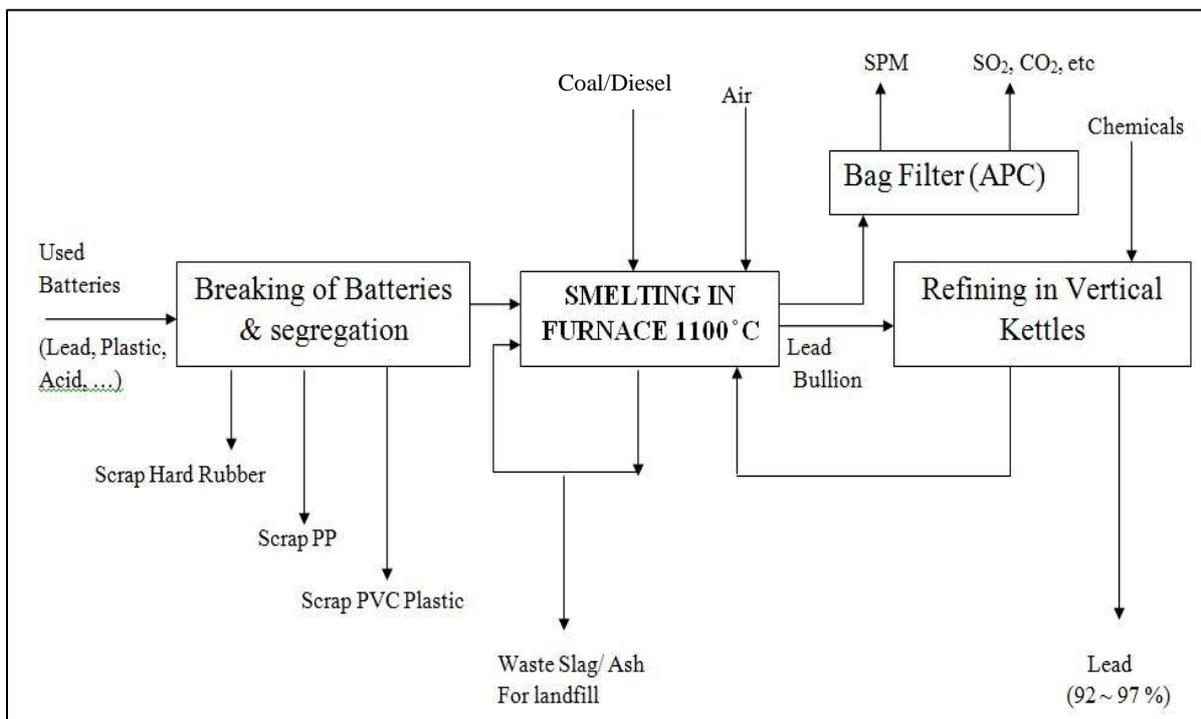 SPM
SO₂, CO₂, etc
Coal/Diesel
Air
Chemicals
Bag Filter (APC)
Used
Batteries
(Lead, Plastic,
Acid, ...)
Breaking of Batteries
& segregation
SMELTING IN
FURNACE 1100°C
Refining in Vertical
Kettles
Lead
Bullion
Scrap Hard Rubber
Scrap PP
Scrap PVC Plastic
Waste Slag/ Ash
For landfill
Lead
(92 ~ 97 %)